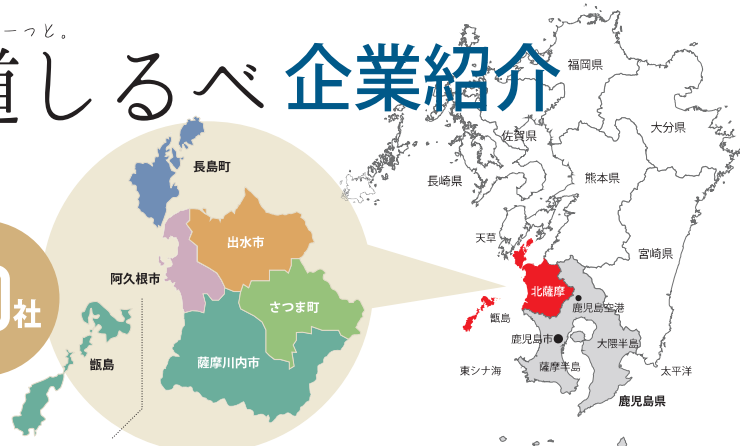 ーっと。
道しるべ 企業紹介
社
長島町
出水市
阿久根市
さつま町
薩摩川内市
甑島
福岡県
大分県
佐賀県
長崎県
熊本県
天草
宮崎県
北薩摩
甑島
鹿児島空港
鹿児島市
大隈半島
東シナ海
薩摩半島
太平洋
鹿児島県